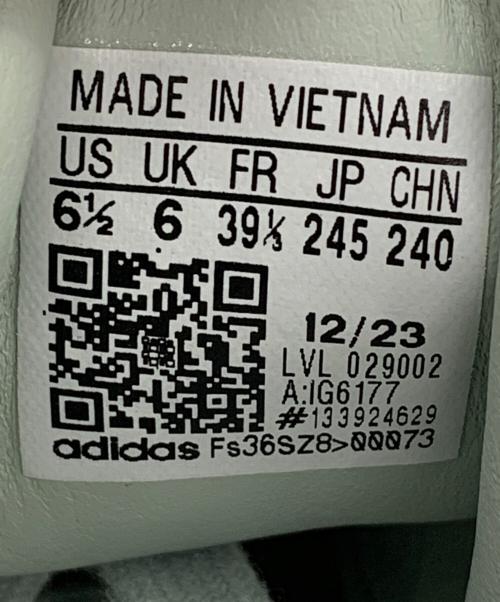 MADE IN VIETNAM
US UK FR JP CHN
6½ 6 39⅓ 245 240
12/23
LVL 029002
A:IG6177
#133924629
adidas Fs36SZ8>00073